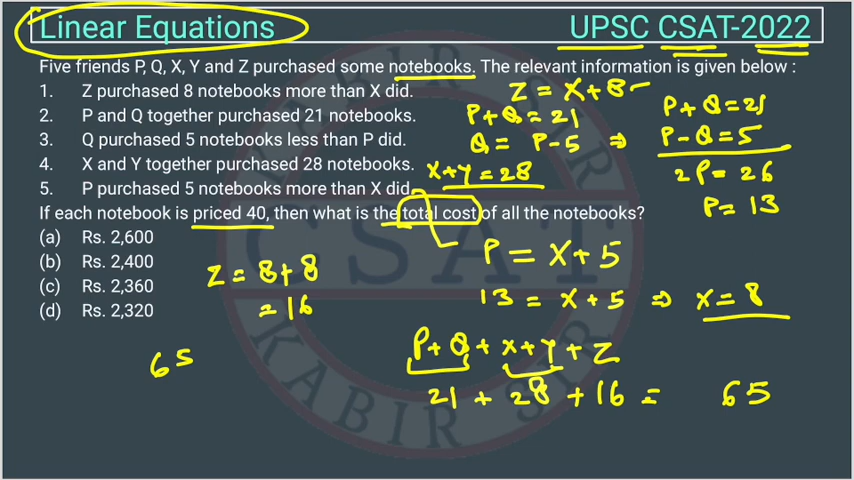 Linear Equations UPSC CSAT-2022
Five friends P, Q, X, Y and Z purchased some notebooks. The relevant information is given below :
1. Z purchased 8 notebooks more than X did.
Z = X+8
2. P and Q together purchased 21 notebooks.
P+Q=21
P+Q=21
3. Q purchased 5 notebooks less than P did.
Q = P-5 ⇒
P-Q=5
4. X and Y together purchased 28 notebooks.
X+Y=28
2P=26
5. P purchased 5 notebooks more than X did.
P=13
If each notebook is priced 40, then what is the total cost of all the notebooks?
(a) Rs. 2,600
(b) Rs. 2,400
(c) Rs. 2,360
(d) Rs. 2,320
P = X+5
Z = 8+8
= 16
13 = X+5 ⇒ X=8
P+Q+X+Y+Z
21 + 28 +16 = 65
65
CSAT
KABIR SIR